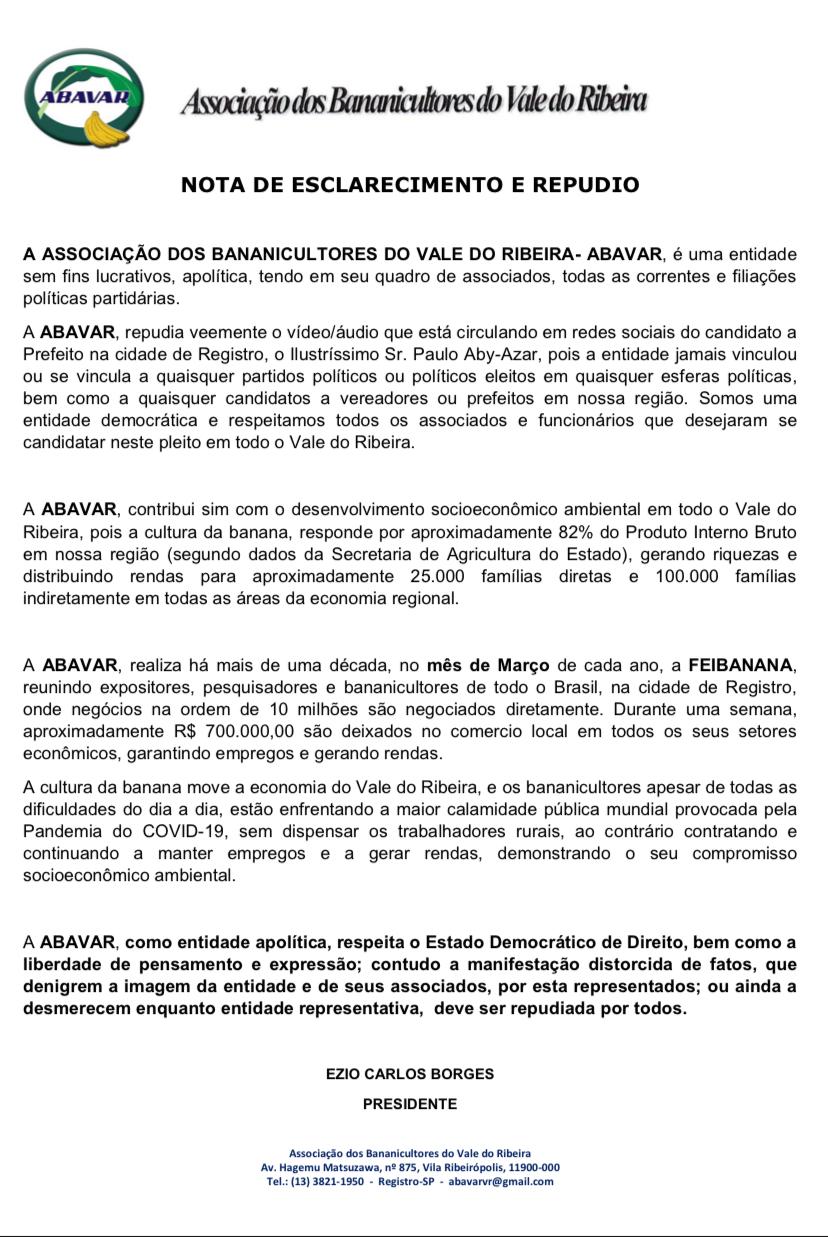 ABAVAR
Associação dos Bananicultores do Vale do Ribeira
NOTA DE ESCLARECIMENTO E REPUDIO
A ASSOCIAÇÃO DOS BANANICULTORES DO VALE DO RIBEIRA- ABAVAR, é uma entidade
sem fins lucrativos, apolítica, tendo em seu quadro de associados, todas as correntes e filiações
políticas partidárias.
A ABAVAR, repudia veemente o vídeo/áudio que está circulando em redes sociais do candidato a
Prefeito na cidade de Registro, o Ilustríssimo Sr. Paulo Aby-Azar, pois a entidade jamais vinculou
ou se vincula a quaisquer partidos políticos ou políticos eleitos em quaisquer esferas políticas,
bem como a quaisquer candidatos a vereadores ou prefeitos em nossa região. Somos uma
entidade democrática e respeitamos todos os associados e funcionários que desejaram se
candidatar neste pleito em todo o Vale do Ribeira.
A ABAVAR, contribui sim com o desenvolvimento socioeconômico ambiental em todo o Vale do
Ribeira, pois a cultura da banana, responde por aproximadamente 82% do Produto Interno Bruto
em nossa região (segundo dados da Secretaria de Agricultura do Estado), gerando riquezas e
distribuindo rendas para aproximadamente 25.000 famílias diretas e 100.000 famílias
indiretamente em todas as áreas da economia regional.
A ABAVAR, realiza há mais de uma década, no mês de Março de cada ano, a FEIBANANA,
reunindo expositores, pesquisadores e bananicultores de todo o Brasil, na cidade de Registro,
onde negócios na ordem de 10 milhões são negociados diretamente. Durante uma semana,
aproximadamente R$ 700.000,00 são deixados no comercio local em todos os seus setores
econômicos, garantindo empregos e gerando rendas.
A cultura da banana move a economia do Vale do Ribeira, e os bananicultores apesar de todas as
dificuldades do dia a dia, estão enfrentando a maior calamidade pública mundial provocada pela
Pandemia do COVID-19, sem dispensar os trabalhadores rurais, ao contrário contratando e
continuando a manter empregos e a gerar rendas, demonstrando o seu compromisso
socioeconômico ambiental.
A ABAVAR, como entidade apolítica, respeita o Estado Democrático de Direito, bem como a
liberdade de pensamento e expressão; contudo a manifestação distorcida de fatos, que
denigrem a imagem da entidade e de seus associados, por esta representados; ou ainda a
desmerecem enquanto entidade representativa, deve ser repudiada por todos.
EZIO CARLOS BORGES
PRESIDENTE
Associação dos Bananicultores do Vale do Ribeira
Av. Hagemu Matsuzawa, nº 875, Vila Ribeirópolis, 11900-000
Tel.: (13) 3821-1950 - Registro-SP - abavarvr@gmail.com